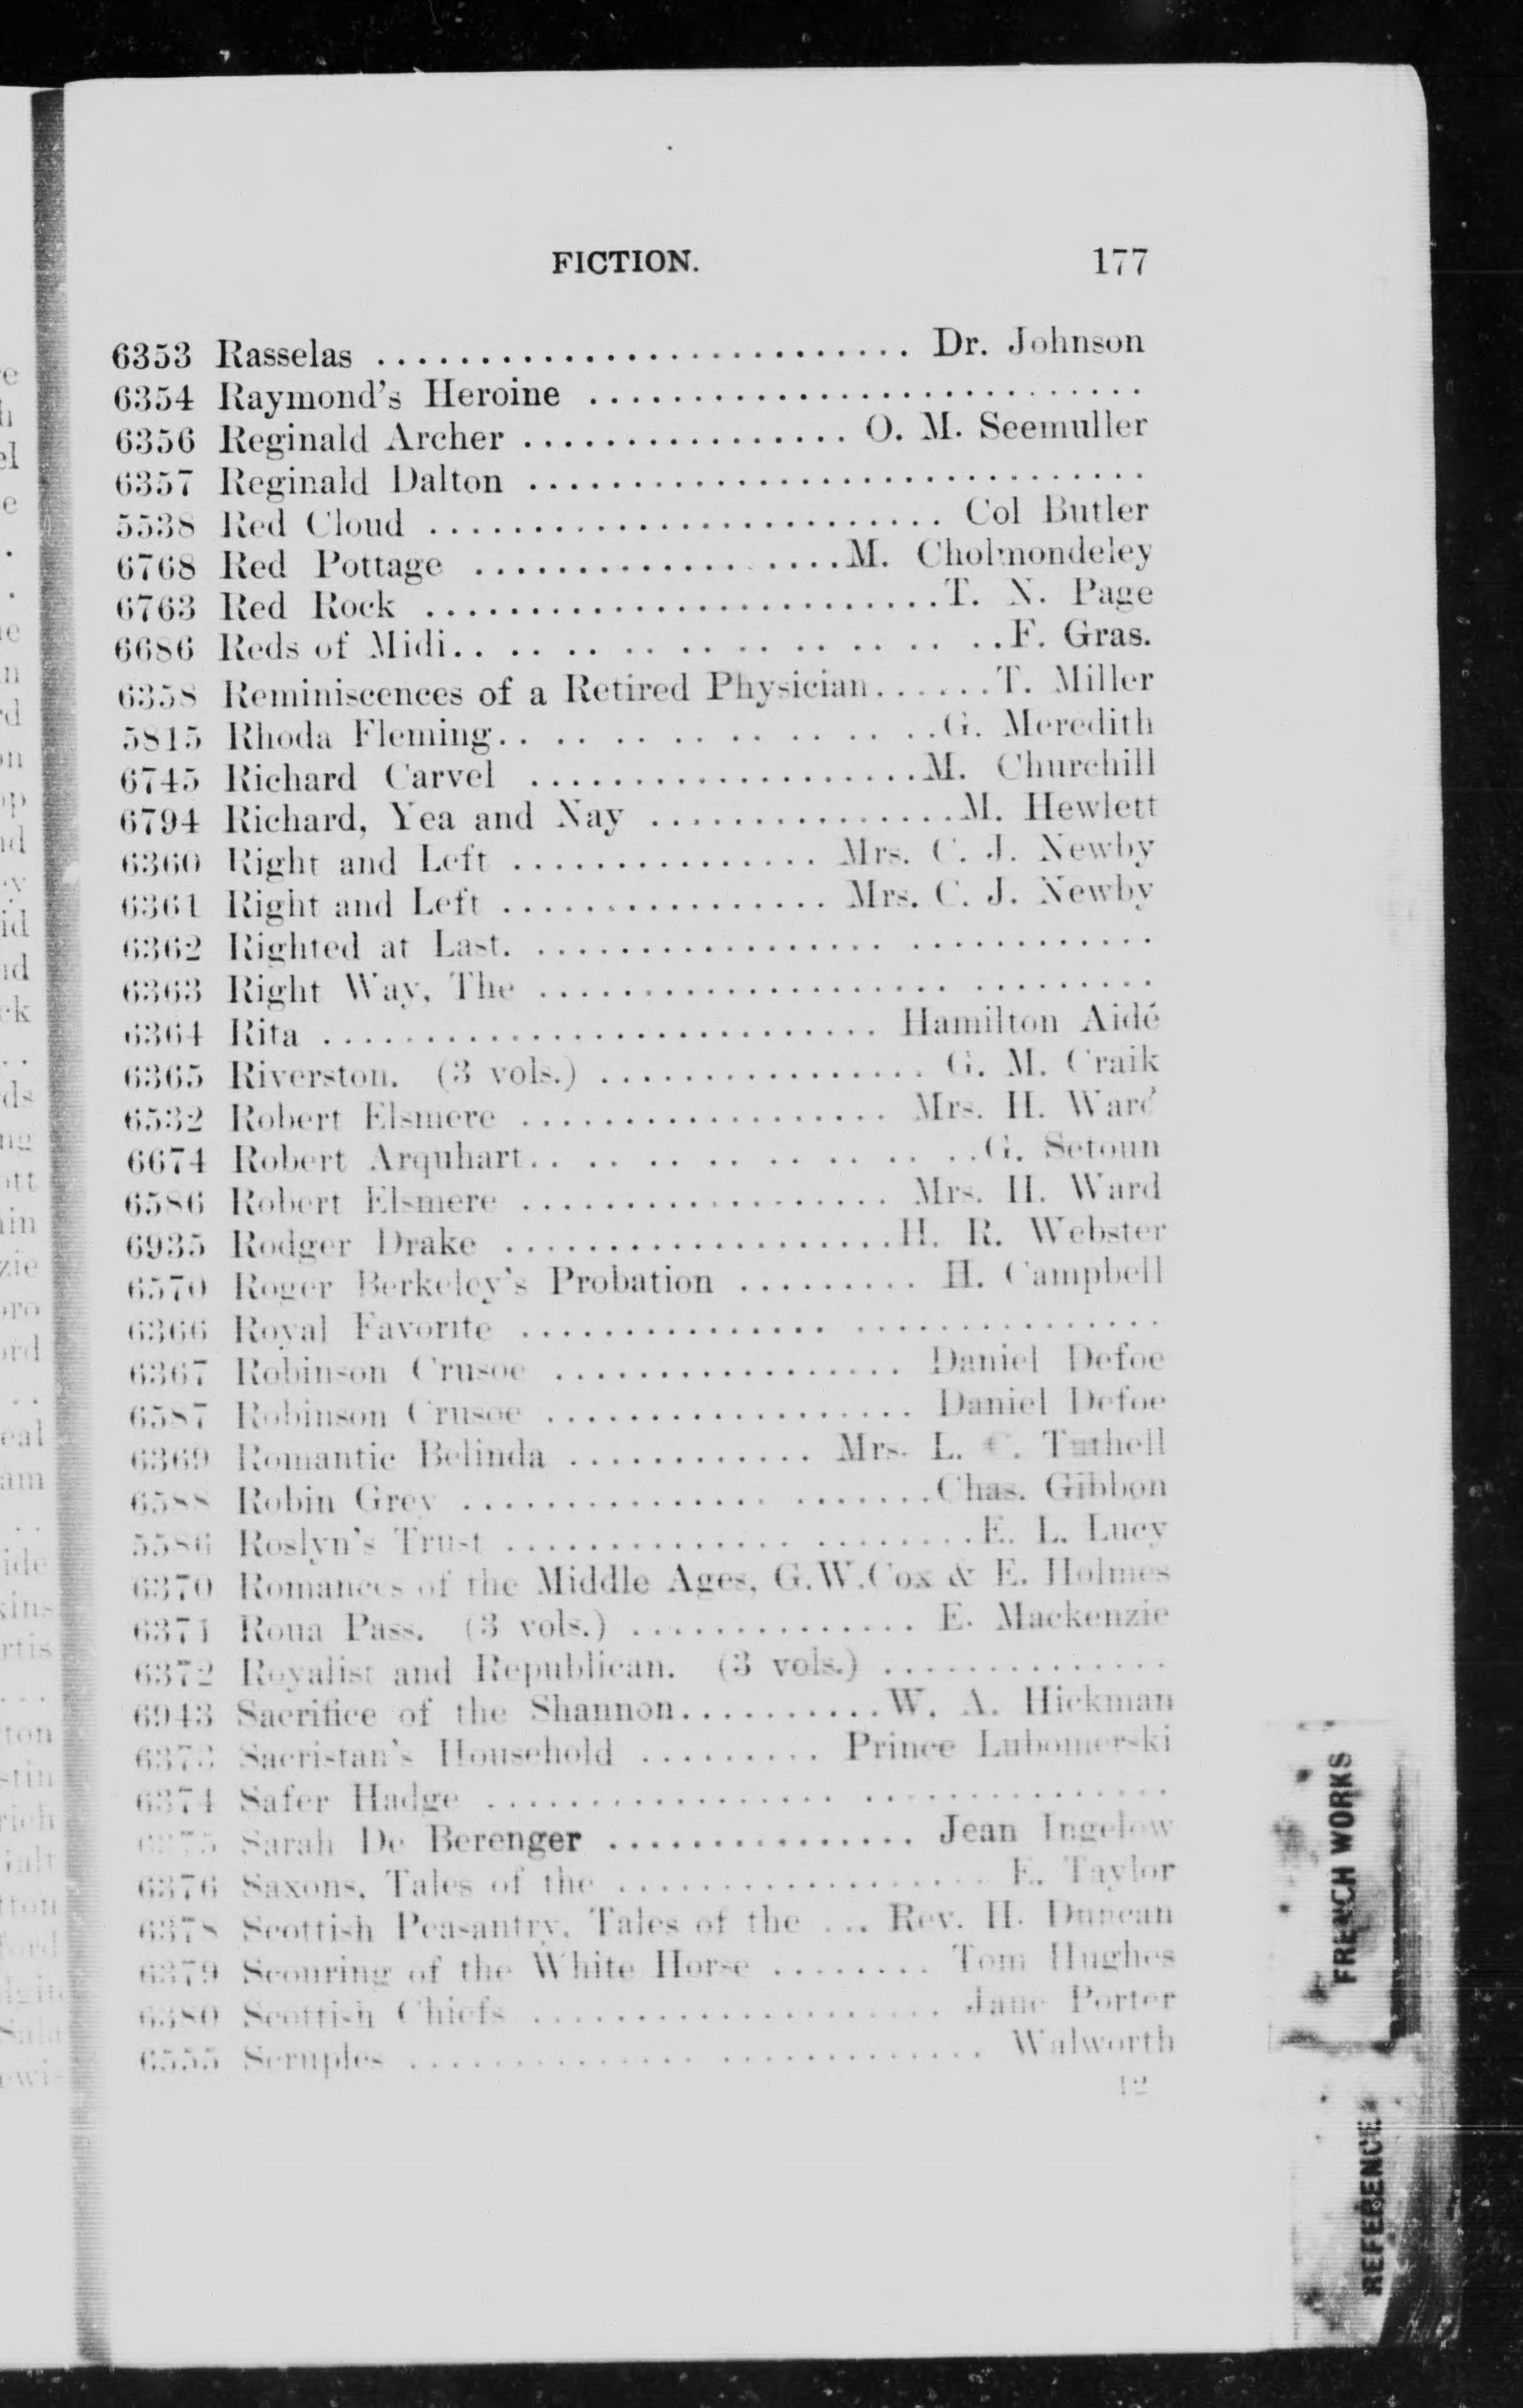 FICTION. 177
6353 Rasselas .......................... Dr. Johnson
6354 Raymond's Heroine ...........................
6356 Reginald Archer ................ O. M. Seemuller
6357 Reginald Dalton ..............................
5538 Red Cloud ......................... Col Butler
6768 Red Pottage ..................M. Cholmondeley
6763 Red Rock .........................T. N. Page
6686 Reds of Midi.....................F. Gras.
6358 Reminiscences of a Retired Physician......T. Miller
5815 Rhoda Fleming.................G. Meredith
6745 Richard Carvel ...................M. Churchill
6794 Richard, Yea and Nay ...............M. Hewlett
6360 Right and Left ............... Mrs. C. J. Newby
6361 Right and Left ................ Mrs. C. J. Newby
6362 Righted at Last...............................
6363 Right Way, The .............................
6364 Rita ........................... Hamilton Aidé
6365 Riverston. (3 vols.) ................ G. M. Craik
6532 Robert Elsmere .................. Mrs. H. Ward
6674 Robert Arquhart.................G. Setoun
6586 Robert Elsmere .................. Mrs. H. Ward
6935 Rodger Drake ...................H. R. Webster
6570 Roger Berkeley's Probation ......... H. Campbell
6366 Royal Favorite ..............................
6367 Robinson Crusoe ................. Daniel Defoe
6587 Robinson Crusoe .................. Daniel Defoe
6369 Romantic Belinda ............ Mrs. L. C. Tuthell
6588 Robin Grey ......................Chas. Gibbon
5586 Roslyn's Trust .......................E. L. Lucy
6370 Romances of the Middle Ages, G.W.Cox & E. Holmes
6371 Roua Pass. (3 vols.) .............. E. Mackenzie
6372 Royalist and Republican. (3 vols.) ..............
6943 Sacrifice of the Shannon..........W. A. Hickman
6373 Sacristan's Household ......... Prince Lubomerski
6374 Safer Hadge ................................
6375 Sarah De Berenger ............... Jean Ingelow
6376 Saxons, Tales of the .................. E. Taylor
6378 Scottish Peasantry, Tales of the ... Rev. H. Duncan
6379 Scouring of the White Horse ........ Tom Hughes
6380 Scottish Chiefs .................... Jane Porter
6555 Scruples ............................ Walworth
12
FRENCH WORKS
REFERENCE